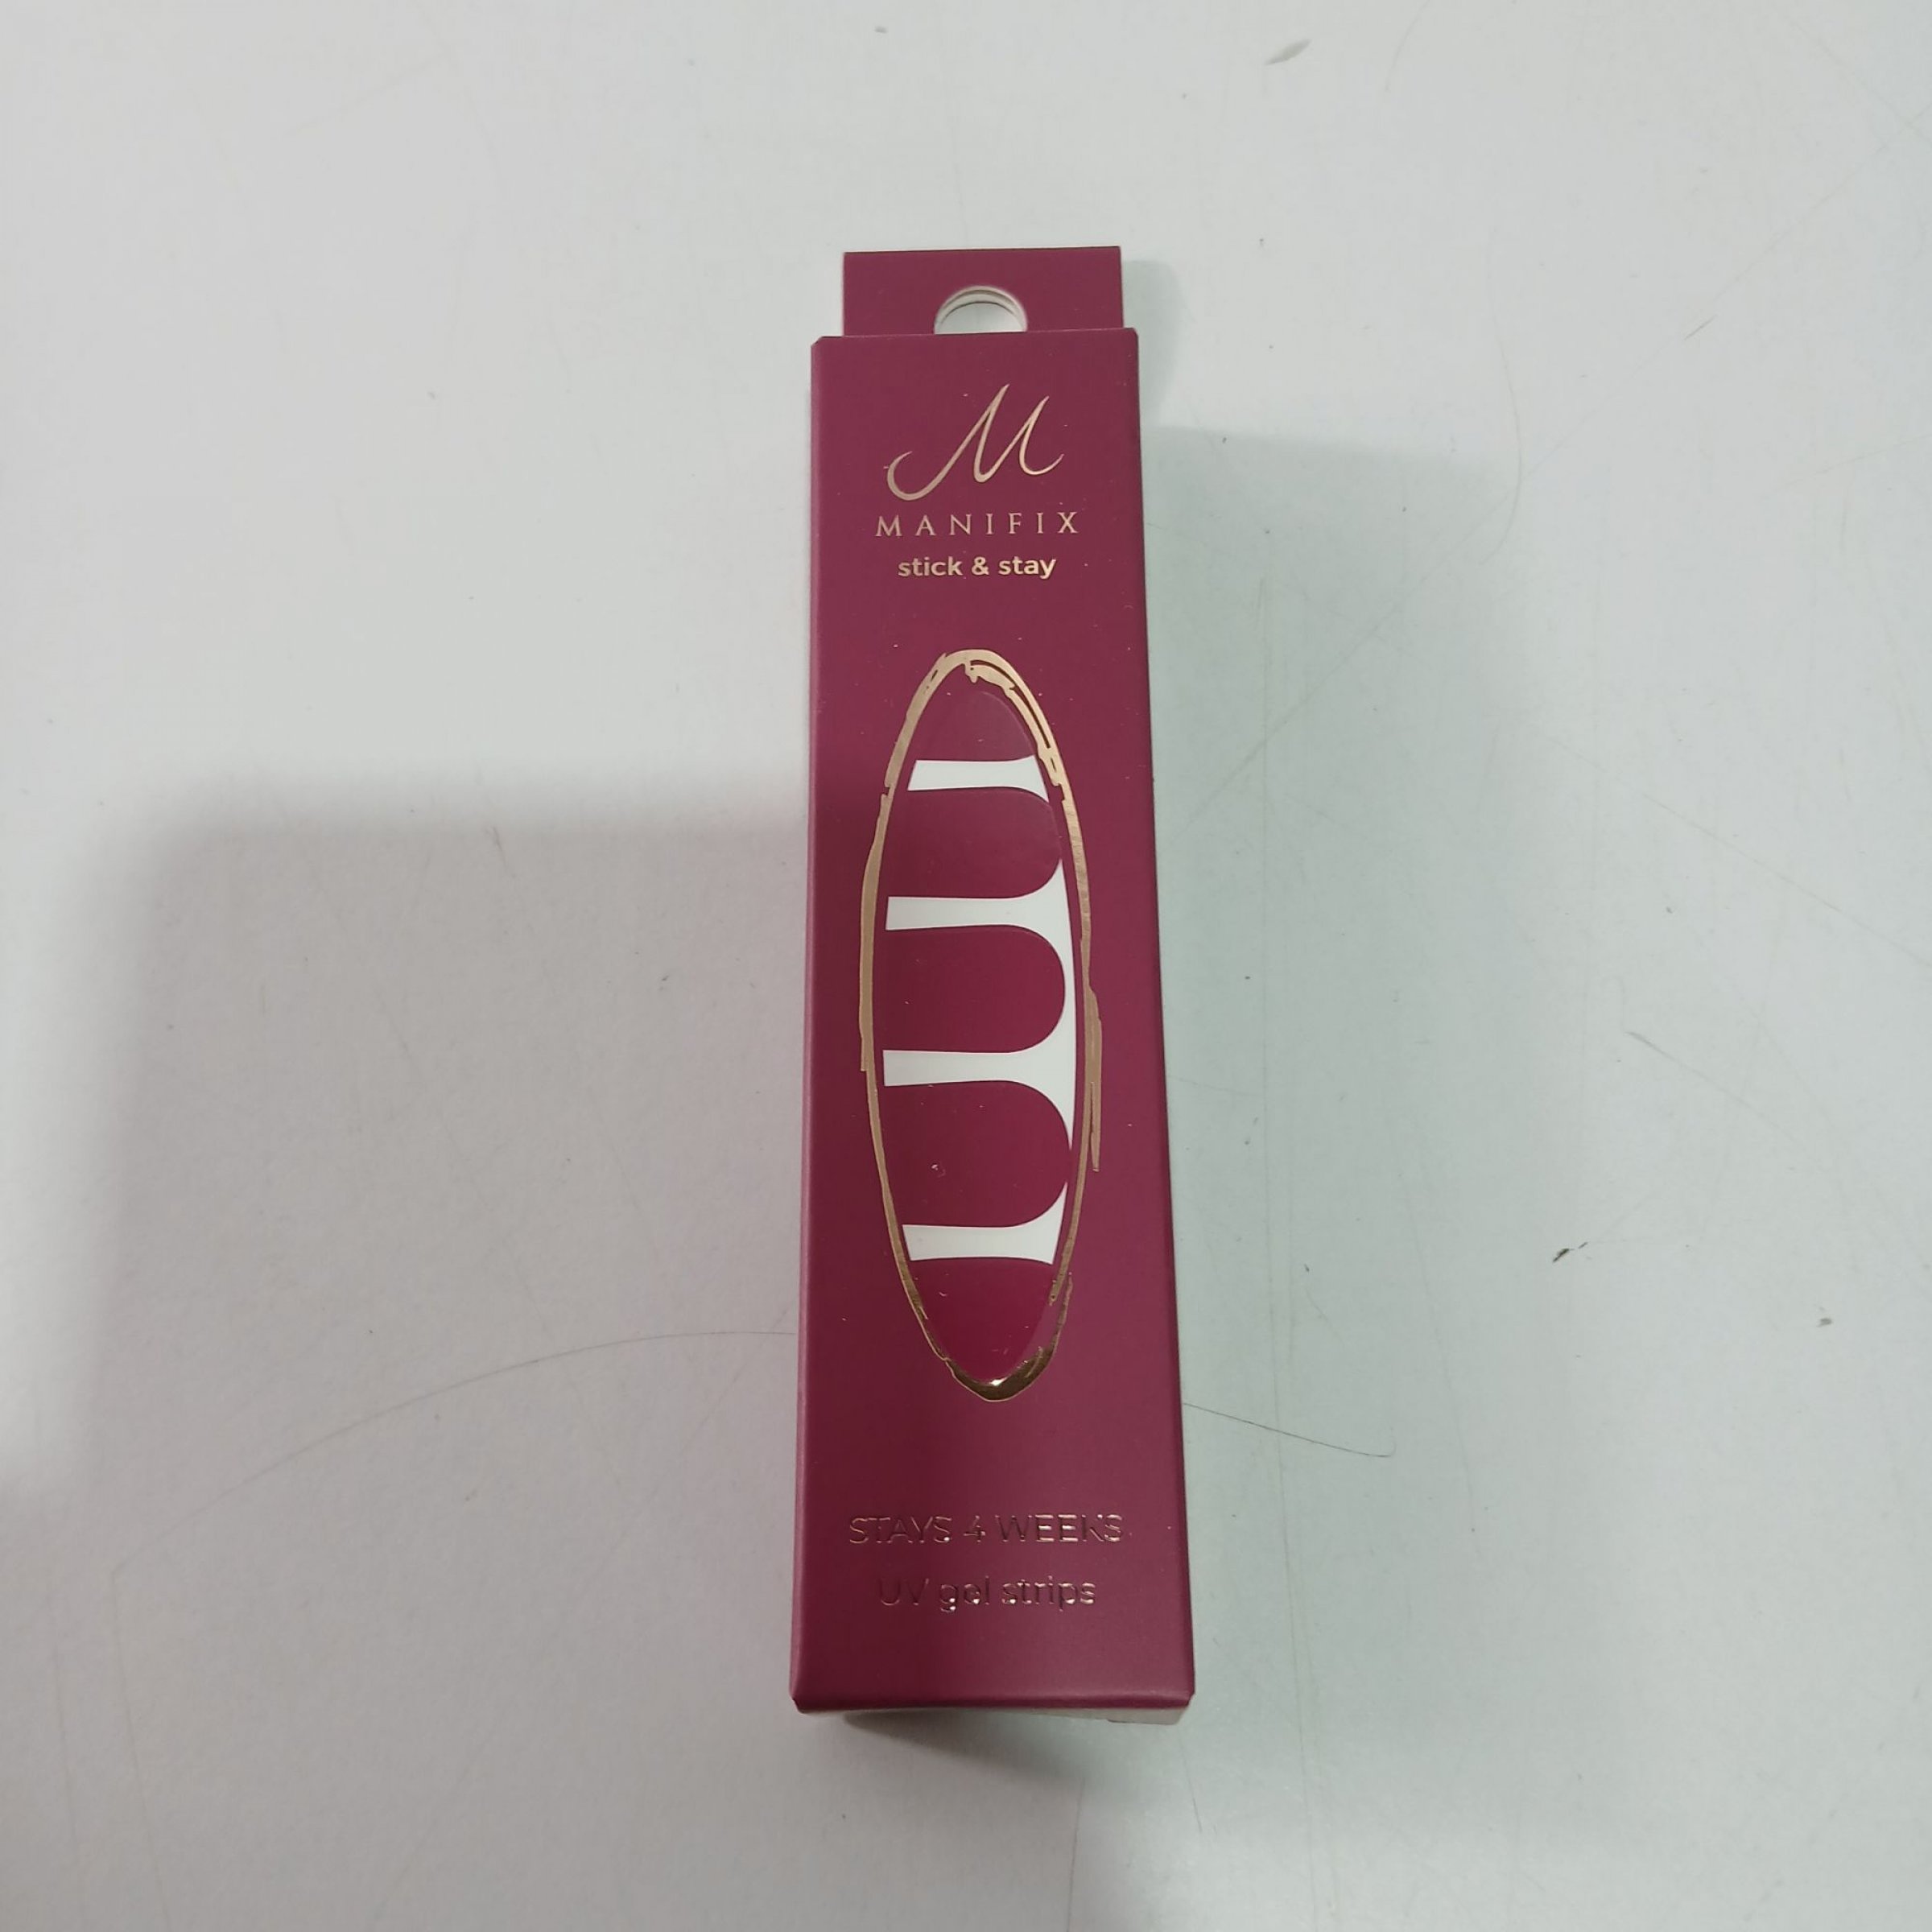 M
MANIFIX
stick & stay
STAYS 4 WEEKS
UV gel strips